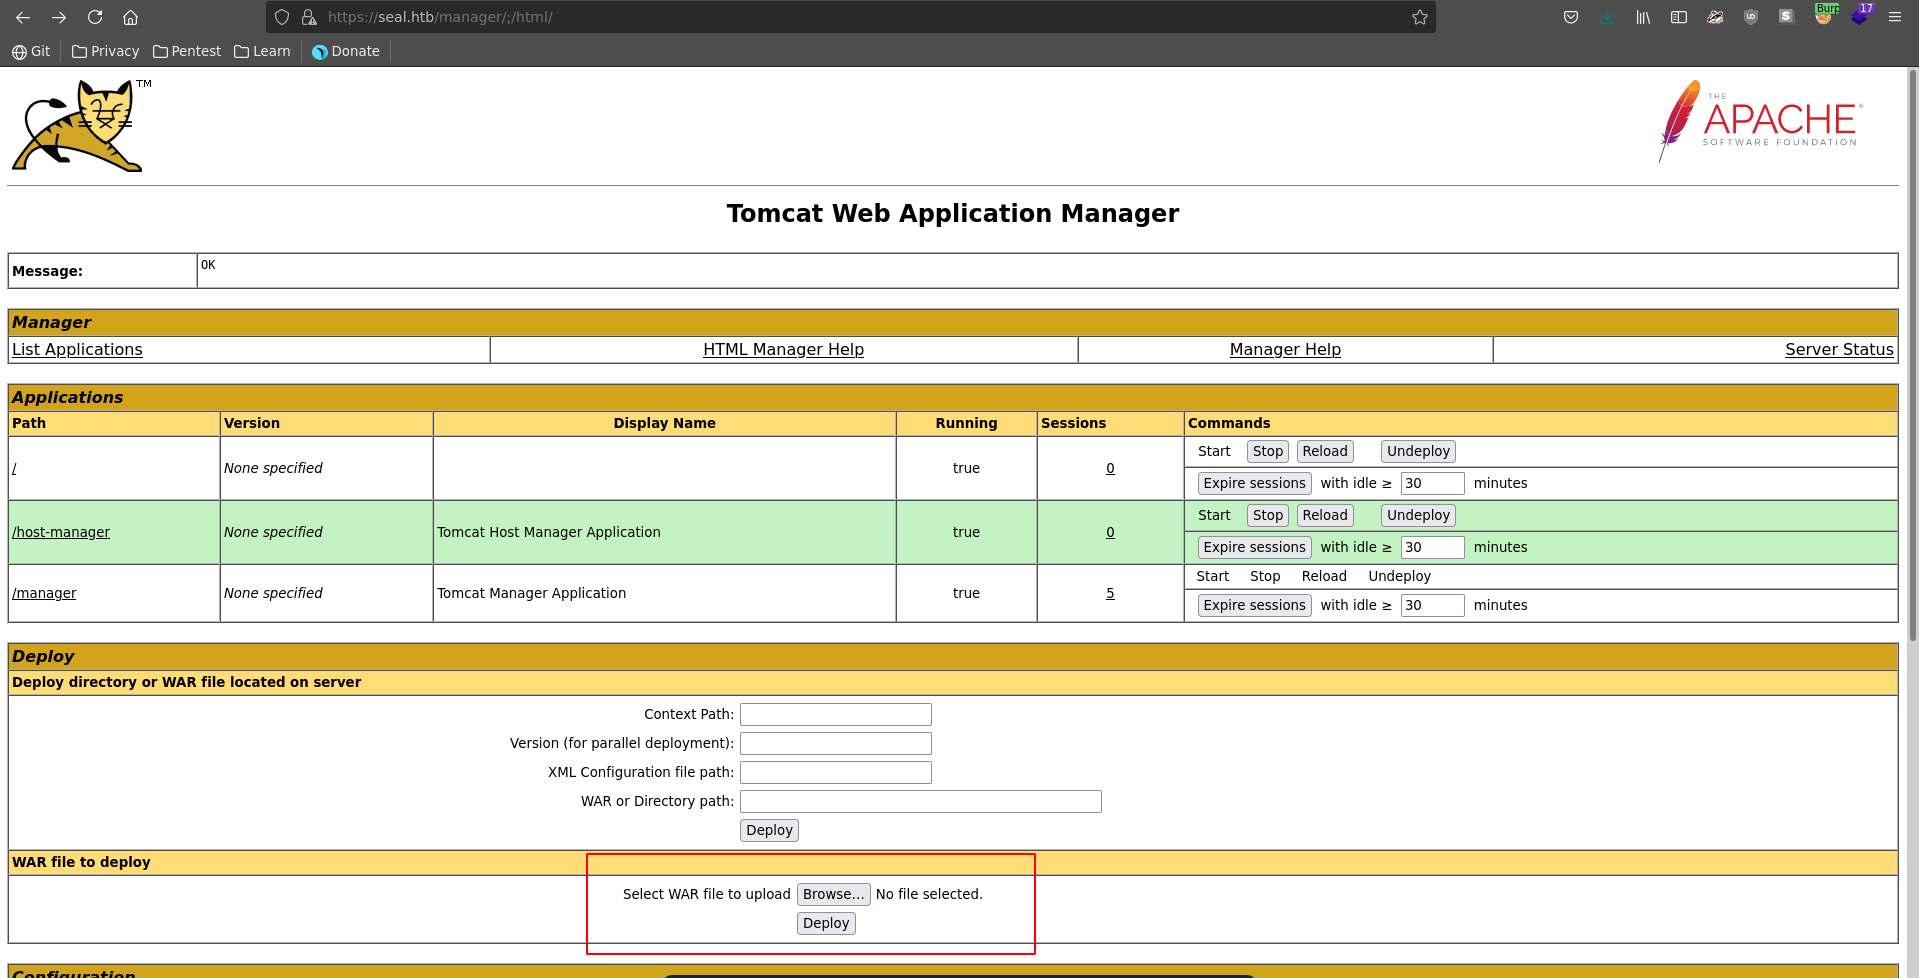 https://seal.htb/manager/;/html/
Burp
17
Git Privacy Pentest Learn Donate
TM
THE
APACHE®
SOFTWARE FOUNDATION
Tomcat Web Application Manager
Message: OK
Manager
List Applications HTML Manager Help Manager Help Server Status
Applications
Path Version Display Name Running Sessions Commands
/ None specified true 0 Start Stop Reload Undeploy
Expire sessions with idle ≥ 30 minutes
/host-manager None specified Tomcat Host Manager Application true 0 Start Stop Reload Undeploy
Expire sessions with idle ≥ 30 minutes
/manager None specified Tomcat Manager Application true 5 Start Stop Reload Undeploy
Expire sessions with idle ≥ 30 minutes
Deploy
Deploy directory or WAR file located on server
Context Path:
Version (for parallel deployment):
XML Configuration file path:
WAR or Directory path:
Deploy
WAR file to deploy
Select WAR file to upload Browse... No file selected.
Deploy
Configuration